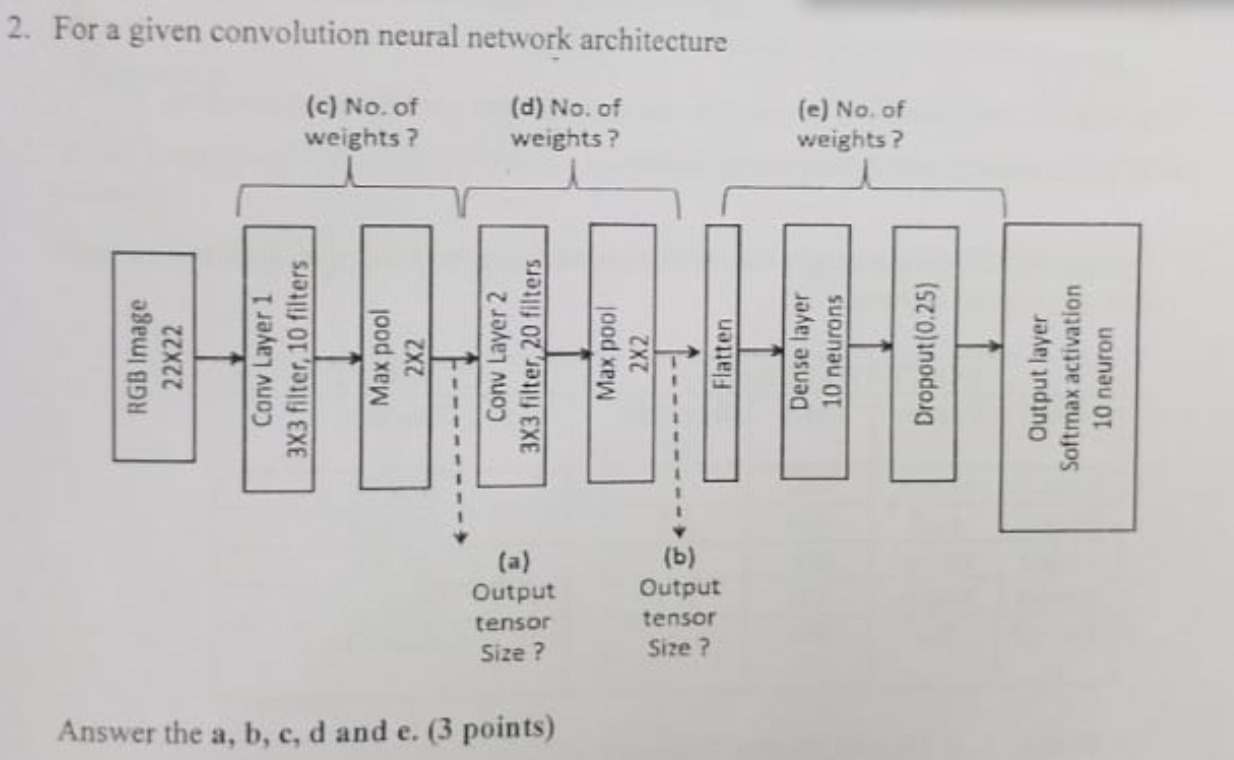 2. For a given convolution neural network architecture
(c) No. of
weights ?
(d) No. of
weights ?
(e) No. of
weights ?
RGB Image
22X22
Conv Layer 1
3X3 filter, 10 filters
Max pool
2X2
Conv Layer 2
3X3 filter, 20 filters
Max pool
2X2
Flatten
Dense layer
10 neurons
Dropout(0.25)
Output layer
Softmax activation
10 neuron
(a)
Output
tensor
Size ?
(b)
Output
tensor
Size ?
Answer the a, b, c, d and e. (3 points)